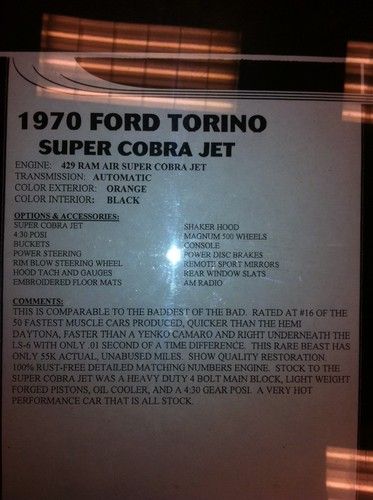 1970 FORD TORINO
SUPER COBRA JET
ENGINE: 429 RAM AIR SUPER COBRA JET
TRANSMISSION: AUTOMATIC
COLOR EXTERIOR: ORANGE
COLOR INTERIOR: BLACK
OPTIONS & ACCESSORIES:
SUPER COBRA JET
4:30 POSI
BUCKETS
POWER STEERING
RIM BLOW STEERING WHEEL
HOOD TACH AND GAUGES
EMBROIDERED FLOOR MATS
SHAKER HOOD
MAGNUM 500 WHEELS
CONSOLE
POWER DISC BRAKES
REMOTE SPORT MIRRORS
REAR WINDOW SLATS
AM RADIO
COMMENTS:
THIS IS COMPARABLE TO THE BADDEST OF THE BAD. RATED AT #16 OF THE
50 FASTEST MUSCLE CARS PRODUCED, QUICKER THAN THE HEMI
DAYTONA, FASTER THAN A YENKO CAMARO AND RIGHT UNDERNEATH THE
LS-6 WITH ONLY .01 SECOND OF A TIME DIFFERENCE. THIS RARE BEAST HAS
ONLY 55K ACTUAL, UNABUSED MILES. SHOW QUALITY RESTORATION.
100% RUST-FREE DETAILED MATCHING NUMBERS ENGINE. STOCK TO THE
SUPER COBRA JET WAS A HEAVY DUTY 4 BOLT MAIN BLOCK, LIGHT WEIGHT
FORGED PISTONS, OIL COOLER, AND A 4:30 GEAR POSI. A VERY HOT
PERFORMANCE CAR THAT IS ALL STOCK.